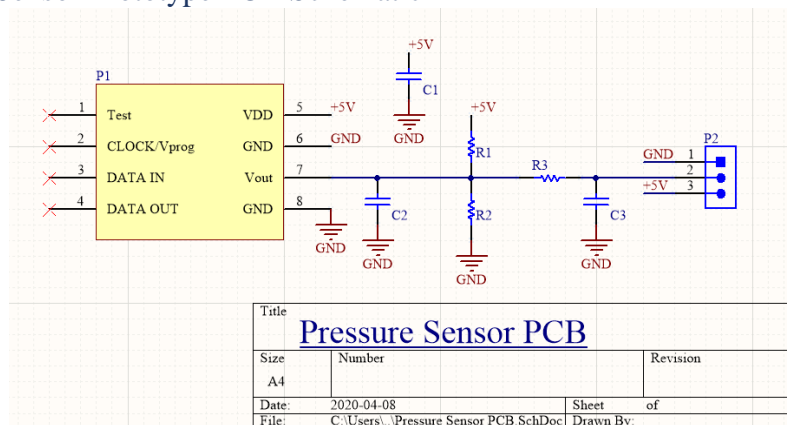 +5V
P1
C1
GND
1 Test
2 CLOCK/Vprog
3 DATA IN
4 DATA OUT
VDD 5 +5V
GND 6 GND
Vout 7
GND 8
GND
C2
GND
+5V
R1
R2
GND
R3
C3
GND
P2
GND 1
2
+5V 3
Title
Pressure Sensor PCB
Size
A4
Number
Revision
Date: 2020-04-08
Sheet of
File: C:\Users\..\Pressure Sensor PCB.SchDoc
Drawn By: